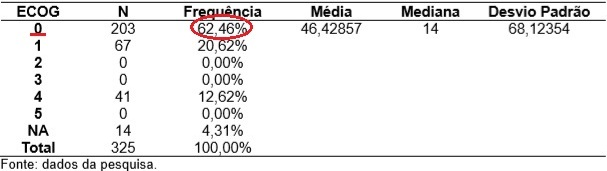 ECOG N Frequência Média Mediana Desvio Padrão
0 203 62,46% 46,42857 14 68,12354
1 67 20,62%
2 0 0,00%
3 0 0,00%
4 41 12,62%
5 0 0,00%
NA 14 4,31%
Total 325 100,00%
Fonte: dados da pesquisa.